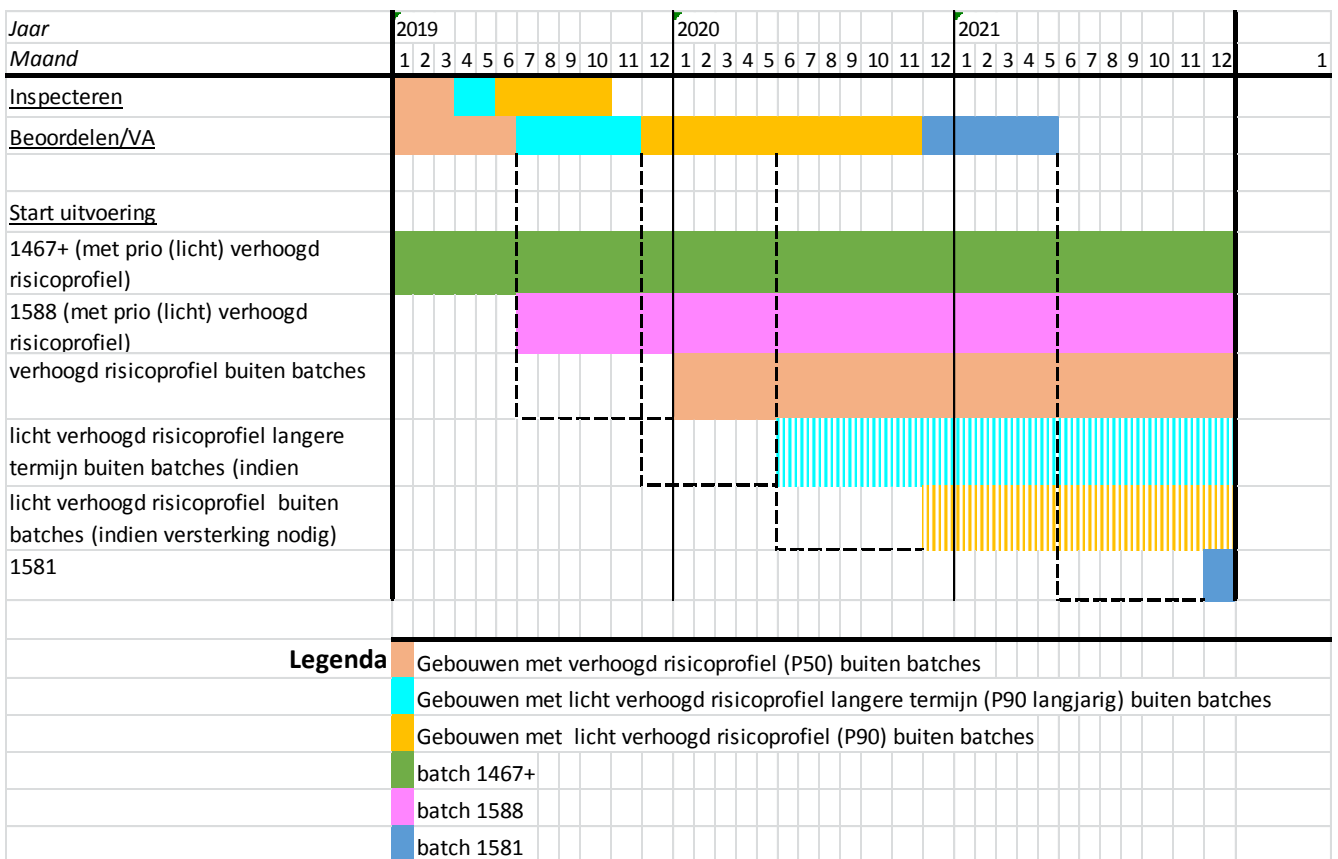 Jaar 2019 2020 2021
Maand 1 2 3 4 5 6 7 8 9 10 11 12 1 2 3 4 5 6 7 8 9 10 11 12 1 2 3 4 5 6 7 8 9 10 11 12 1
Inspecteren
Beoordelen/VA
Start uitvoering
1467+ (met prio (licht) verhoogd
risicoprofiel)
1588 (met prio (licht) verhoogd
risicoprofiel)
verhoogd risicoprofiel buiten batches
licht verhoogd risicoprofiel langere
termijn buiten batches (indien
licht verhoogd risicoprofiel buiten
batches (indien versterking nodig)
1581
Legenda
Gebouwen met verhoogd risicoprofiel (P50) buiten batches
Gebouwen met licht verhoogd risicoprofiel langere termijn (P90 langjarig) buiten batches
Gebouwen met licht verhoogd risicoprofiel (P90) buiten batches
batch 1467+
batch 1588
batch 1581